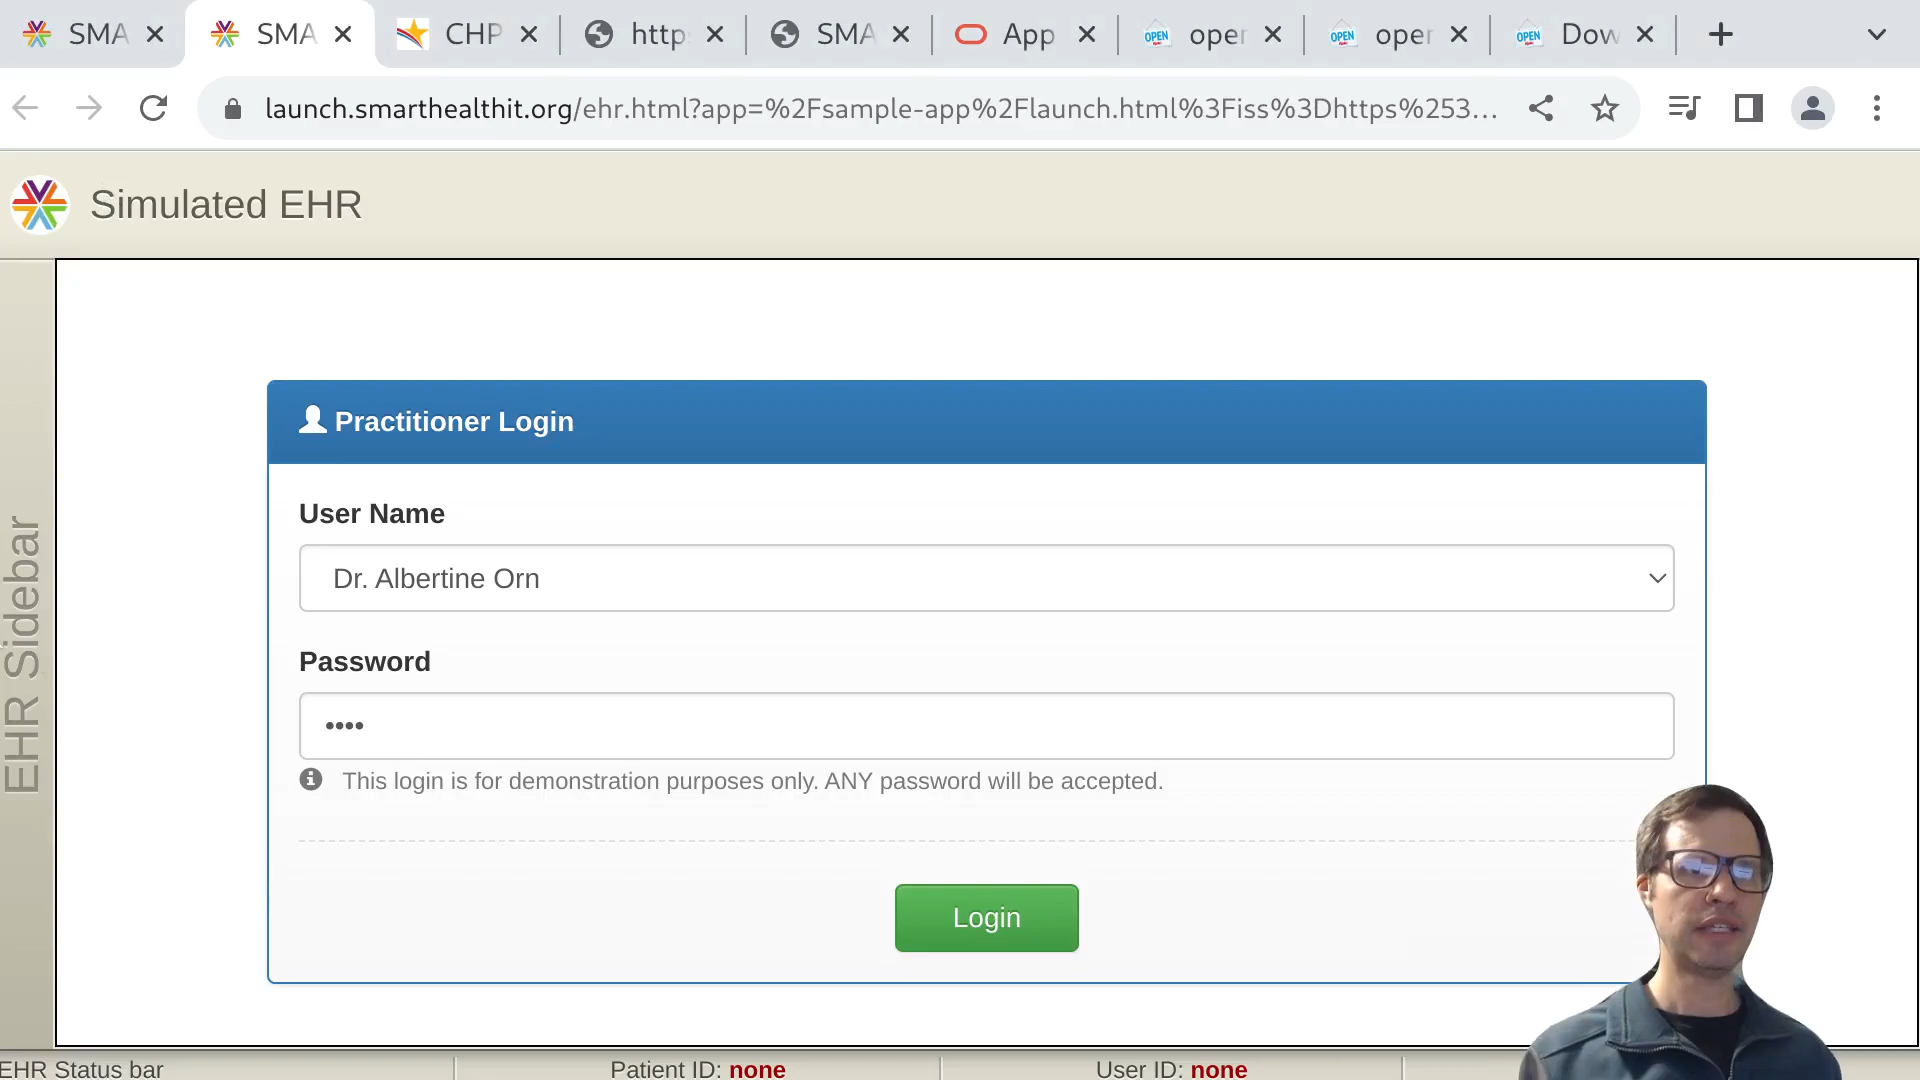 SMA
SMA
CHP
http
SMA
App
oper
oper
Dow
launch.smarthealthit.org/ehr.html?app=%2Fsample-app%2Flaunch.html%3Fiss%3Dhttps%253...
Simulated EHR
EHR Sidebar
Practitioner Login
User Name
Dr. Albertine Orn
Password
••••
This login is for demonstration purposes only. ANY password will be accepted.
Login
EHR Status bar
Patient ID: none
User ID: none